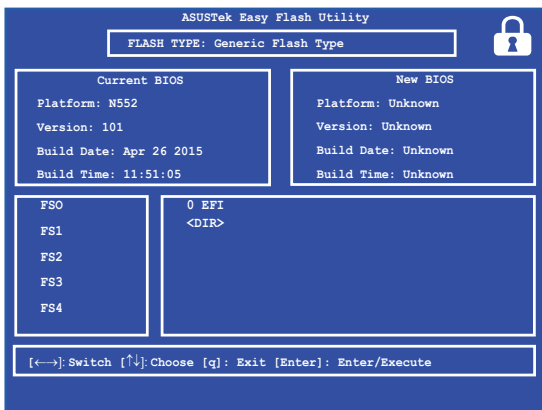 ASUSTek Easy Flash Utility
FLASH TYPE: Generic Flash Type
Current BIOS
Platform: N552
Version: 101
Build Date: Apr 26 2015
Build Time: 11:51:05
New BIOS
Platform: Unknown
Version: Unknown
Build Date: Unknown
Build Time: Unknown
FSO
FS1
FS2
FS3
FS4
0 EFI
<DIR>
[←→]: Switch [↑↓]: Choose [q]: Exit [Enter]: Enter/Execute